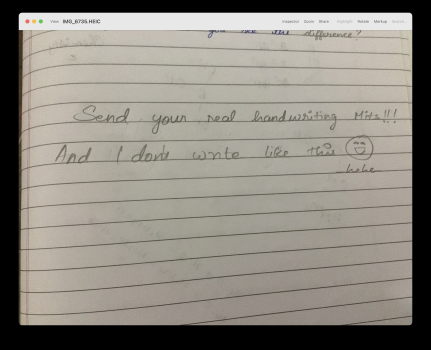 View IMG_6735.HEIC Inspector Zoom Share Highlight Rotate Markup Search
you see the difference?
Send your real handwriting Mits!!!
And I don't write like this
hehe